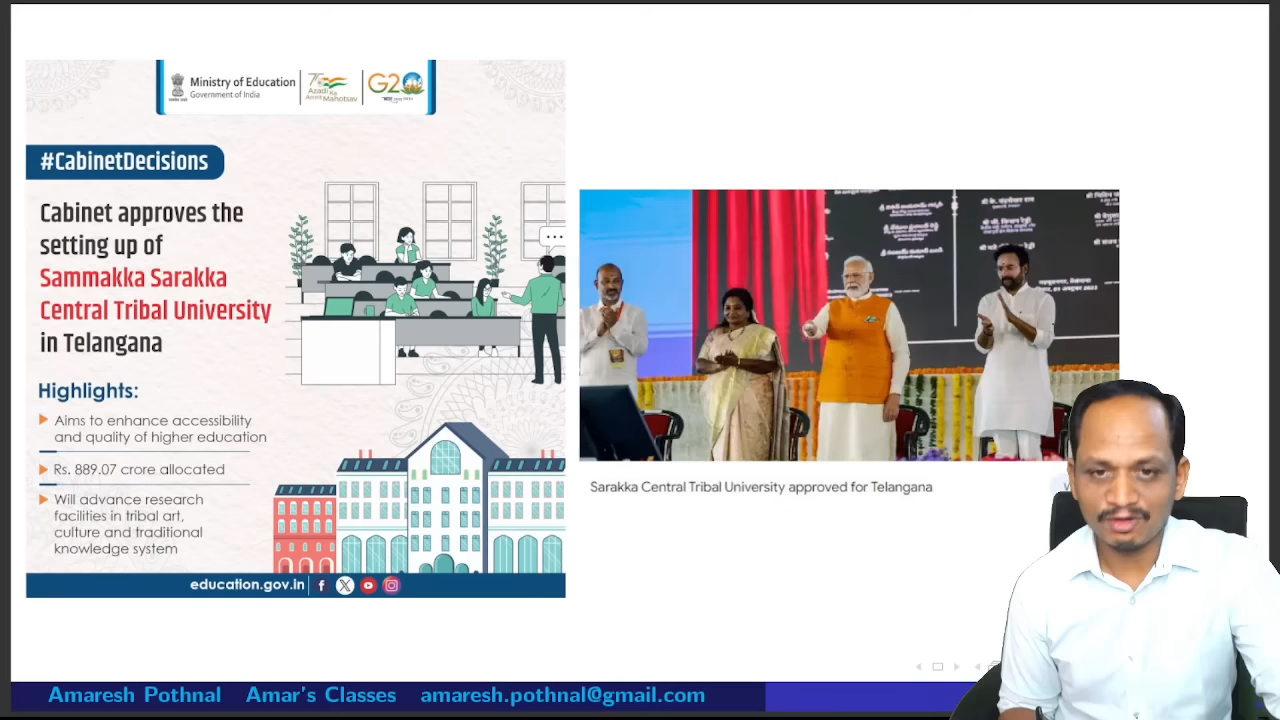 Ministry of Education
Government of India
Azadi Ka
Amrit Mahotsav
G20
#CabinetDecisions
Cabinet approves the
setting up of
Sammakka Sarakka
Central Tribal University
in Telangana
Highlights:
Aims to enhance accessibility
and quality of higher education
Rs. 889.07 crore allocated
Will advance research
facilities in tribal art,
culture and traditional
knowledge system
education.gov.in
Sarakka Central Tribal University approved for Telangana
Amaresh Pothnal Amar's Classes amaresh.pothnal@gmail.com